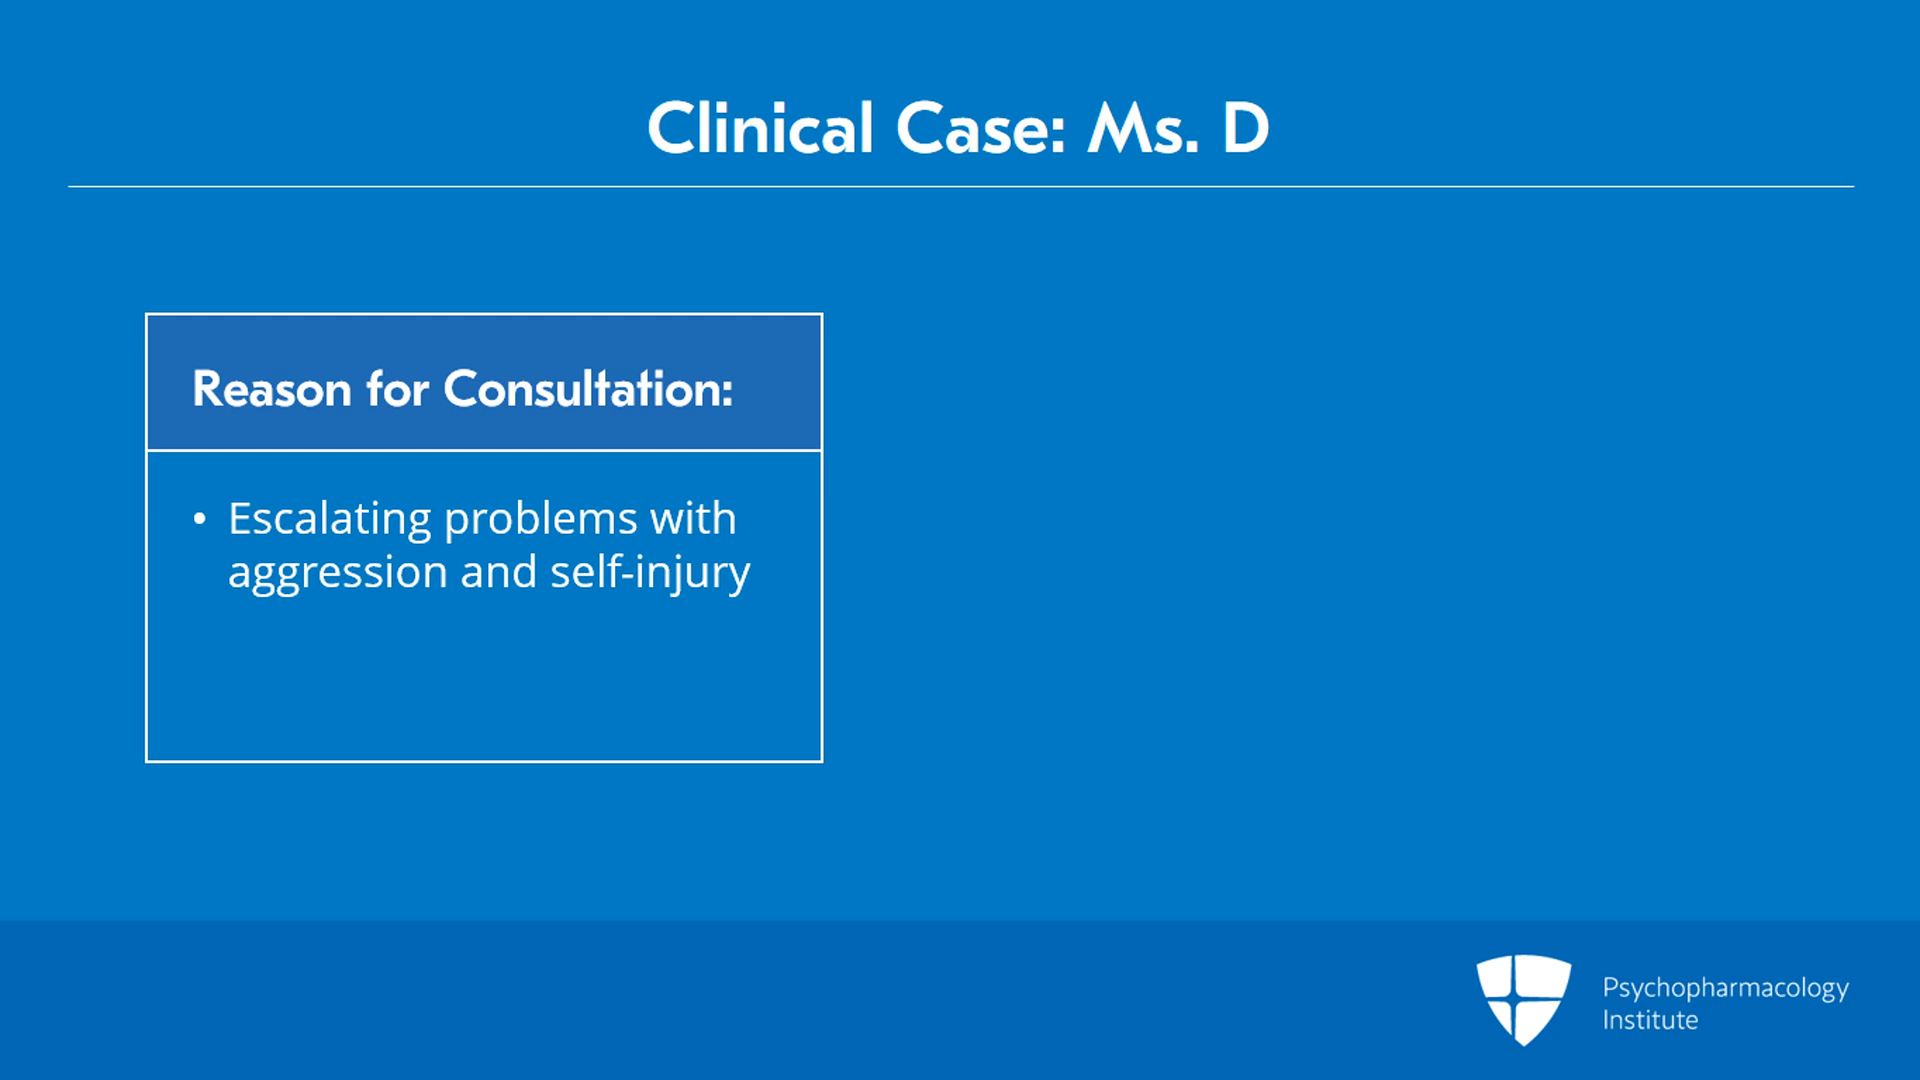 Clinical Case: Ms. D
Reason for Consultation:
• Escalating problems with
aggression and self-injury
Psychopharmacology
Institute